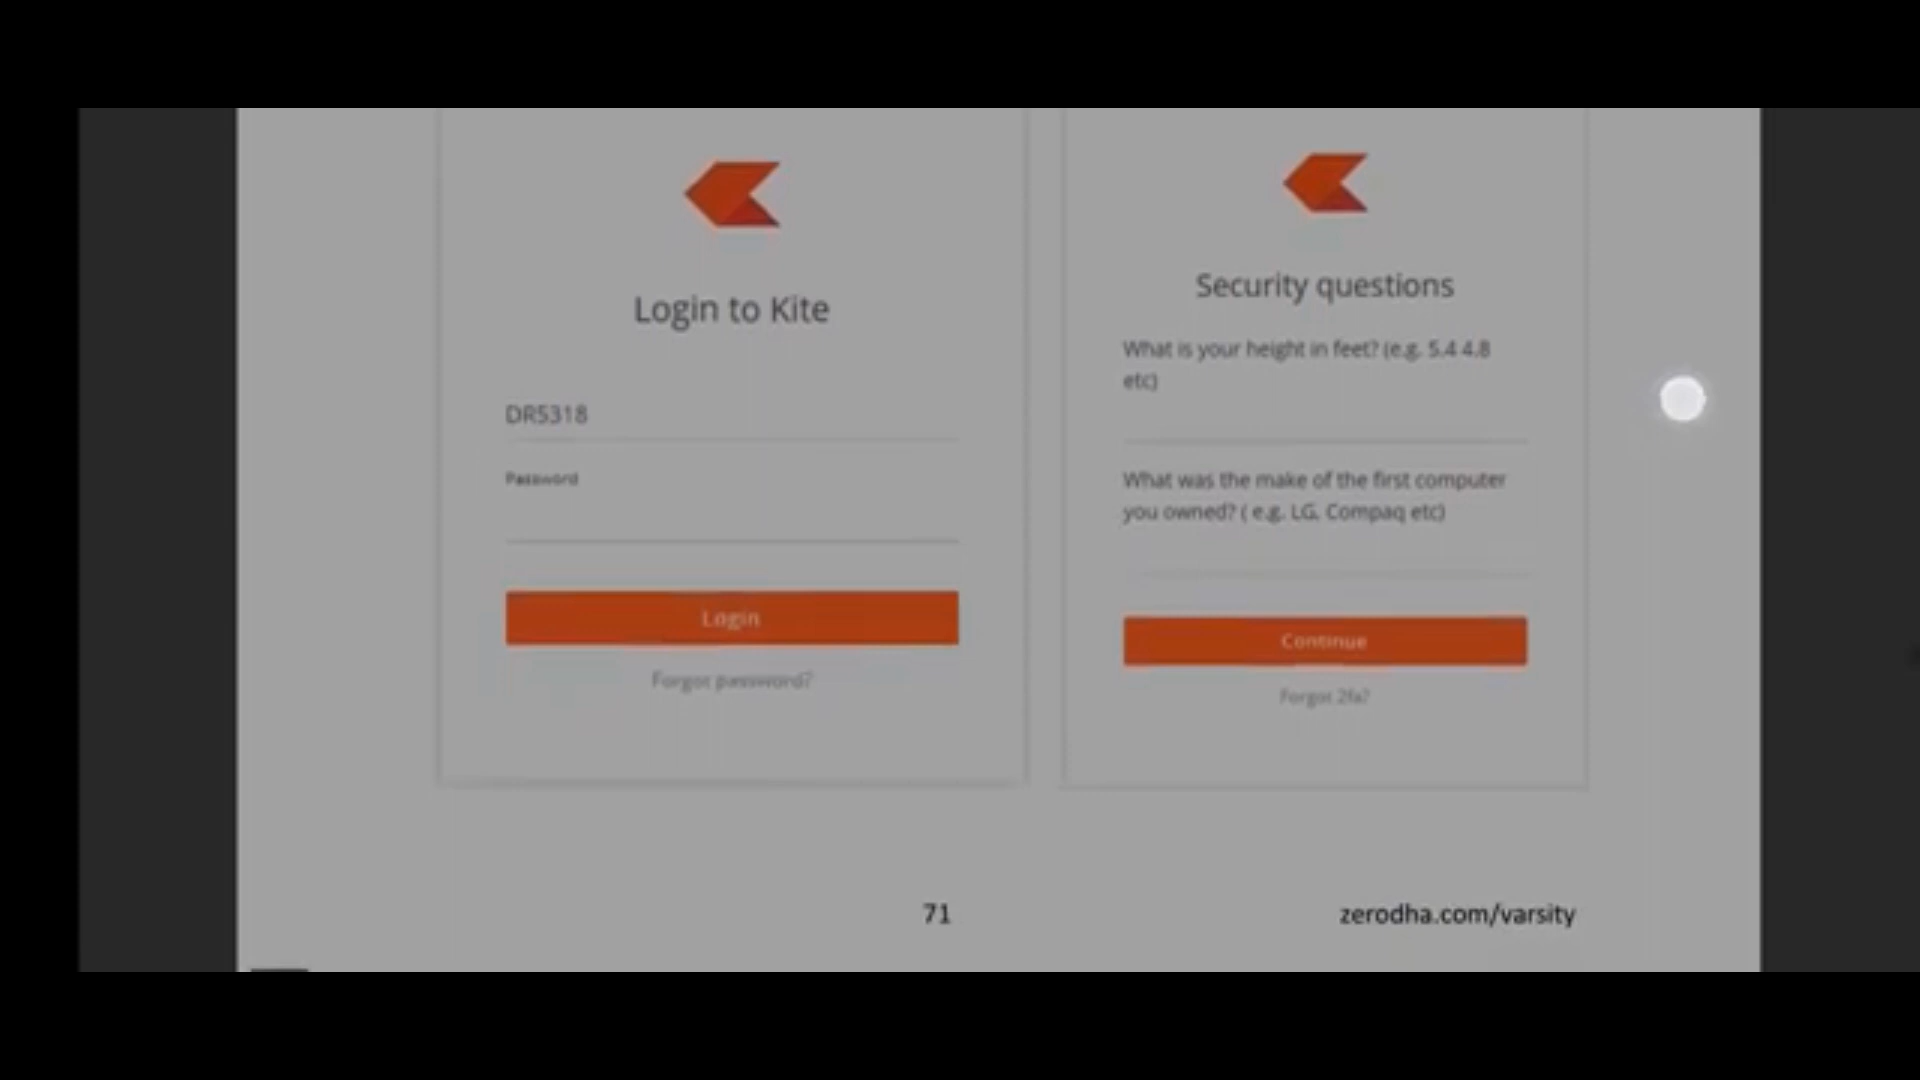 Login to Kite
DR5318
Password
Login
Forgot password?
Security questions
What is your height in feet? (e.g. 5.4 4.8
etc)
What was the make of the first computer
you owned? ( e.g. LG, Compaq etc)
Continue
Forgot 2fa?
71
zerodha.com/varsity